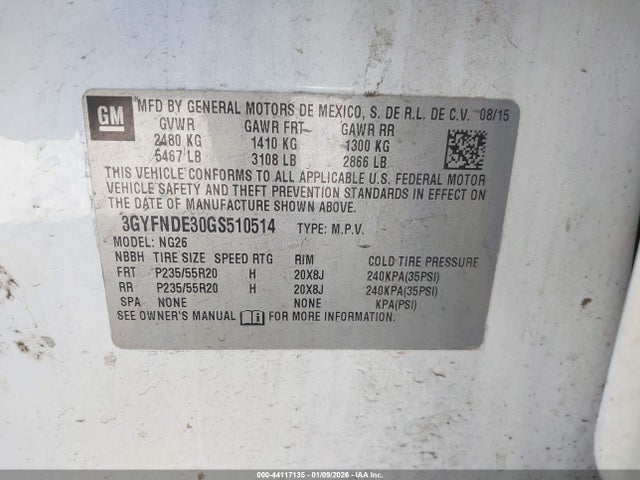 GM
MFD BY GENERAL MOTORS DE MEXICO, S. DE R.L. DE C.V. 08/15
GVWR GAWR FRT GAWR RR
2480 KG 1410 KG 1300 KG
5467 LB 3108 LB 2866 LB
THIS VEHICLE CONFORMS TO ALL APPLICABLE U.S. FEDERAL MOTOR
VEHICLE SAFETY AND THEFT PREVENTION STANDARDS IN EFFECT ON
THE DATE OF MANUFACTURE SHOWN ABOVE.
3GYFNDE30GS510514 TYPE: M.P.V.
MODEL: NG26
NBBH TIRE SIZE SPEED RTG RIM COLD TIRE PRESSURE
FRT P235/55R20 H 20X8J 240KPA(35PSI)
RR P235/55R20 H 20X8J 240KPA(35PSI)
SPA NONE NONE KPA(PSI)
SEE OWNER'S MANUAL FOR MORE INFORMATION.
000-44117135 - 01/09/2026 - IAAI Inc.